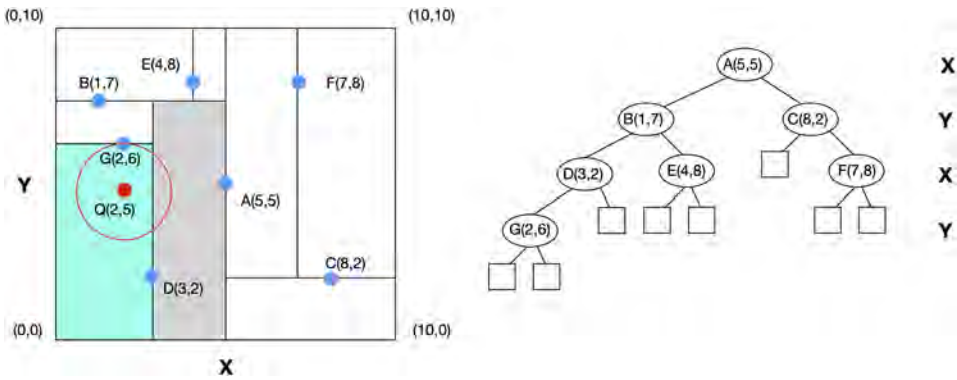 (0,10)
(10,10)
E(4,8)
B(1,7)
F(7,8)
G(2,6)
Y
Q(2,5)
A(5,5)
C(8,2)
D(3,2)
(0,0)
(10,0)
X
A(5,5)
X
B(1,7)
C(8,2)
Y
D(3,2)
E(4,8)
F(7,8)
X
G(2,6)
Y